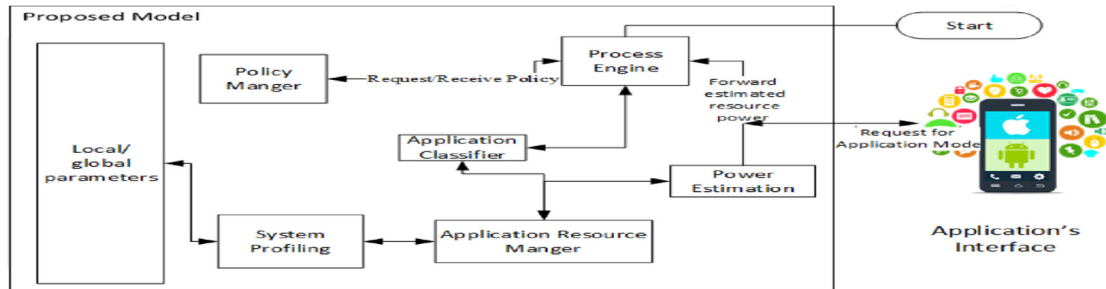 Proposed Model
Start
Process
Engine
Policy
Manger
Request/Receive Policy
Forward
estimated
resource
power
Request for
Application Mode
Application
Classifier
Local/
global
parameters
Power
Estimation
System
Profiling
Application Resource
Manger
Application's
Interface